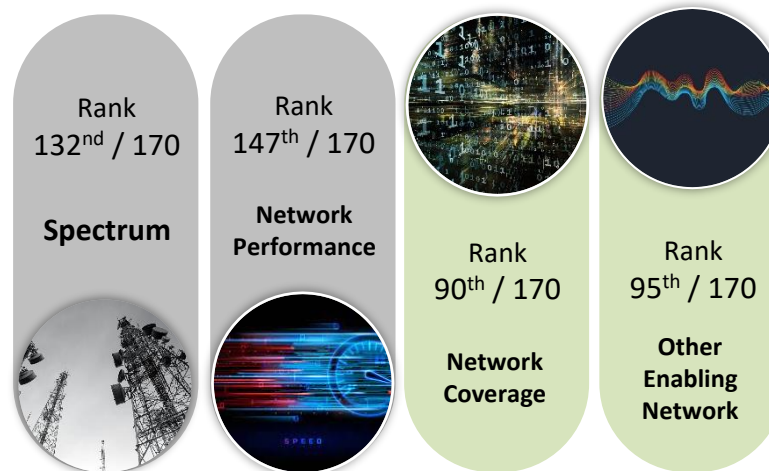 Rank
132nd / 170
Spectrum
Rank
147th / 170
Network
Performance
SPEED
Rank
90th / 170
Network
Coverage
Rank
95th / 170
Other
Enabling
Network